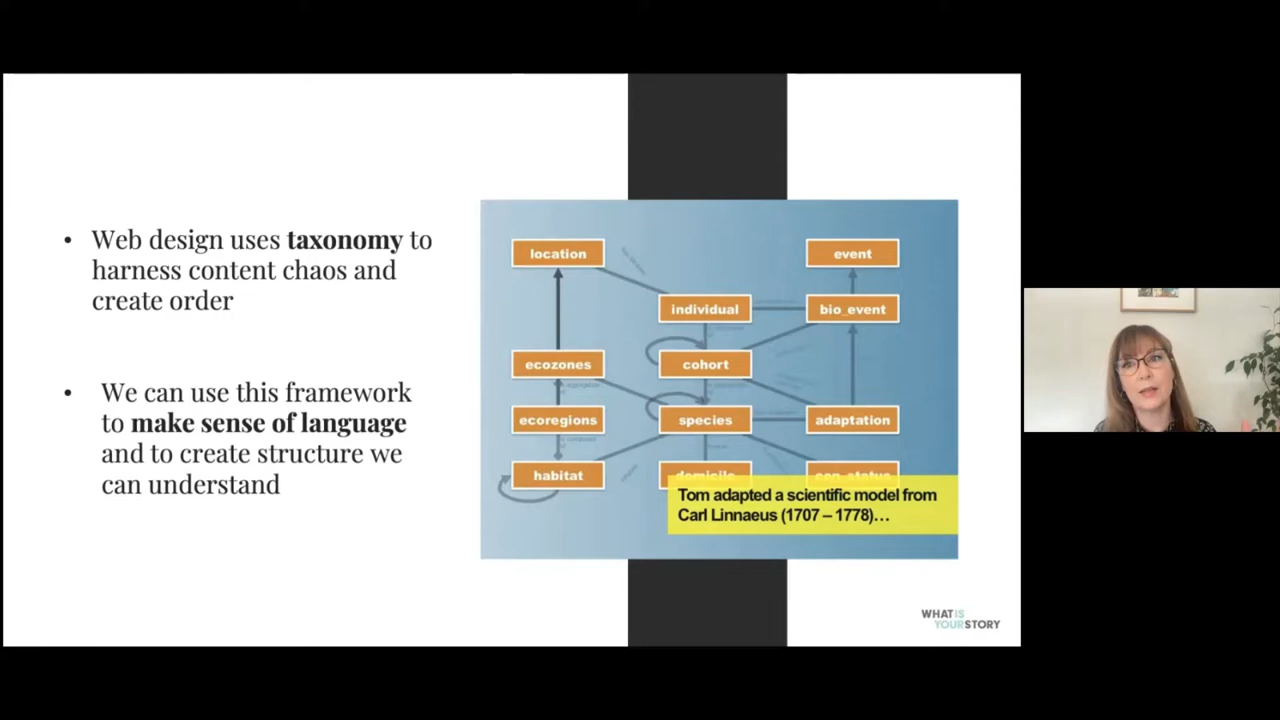 • Web design uses taxonomy to
harness content chaos and
create order
• We can use this framework
to make sense of language
and to create structure we
can understand
location
event
individual
bio_event
ecozones
cohort
ecoregions
species
adaptation
habitat
domicile
con_status
Tom adapted a scientific model from
Carl Linnaeus (1707 – 1778)…
WHAT IS
YOUR STORY